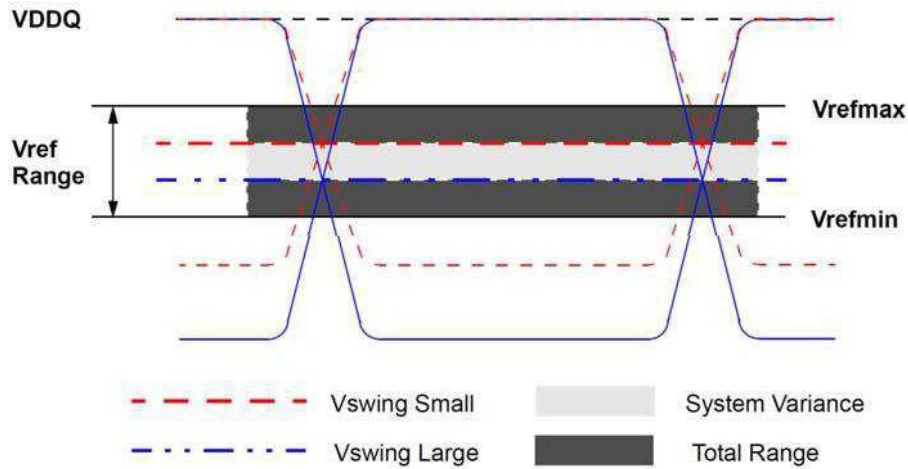 VDDQ
Vrefmax
Vref
Range
Vrefmin
Vswing Small
System Variance
Vswing Large
Total Range